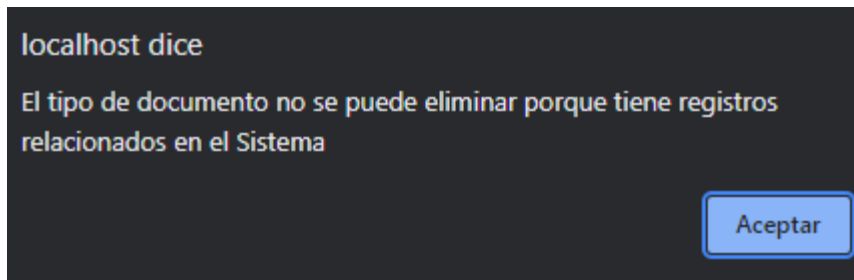 localhost dice
El tipo de documento no se puede eliminar porque tiene registros
relacionados en el Sistema
Aceptar